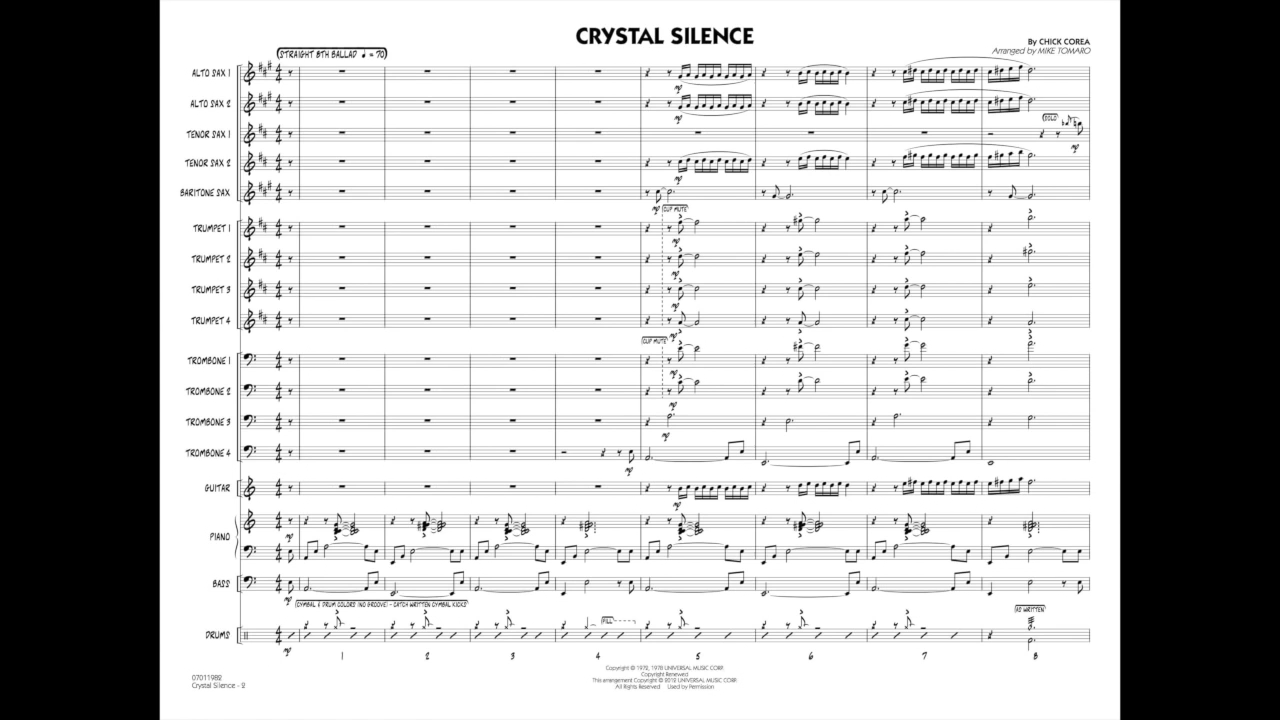 CRYSTAL SILENCE
By CHICK COREA
Arranged by MIKE TOMARO
STRAIGHT 8TH BALLAD ♩ = 70
ALTO SAX 1
ALTO SAX 2
SOLO
TENOR SAX 1
TENOR SAX 2
BARITONE SAX
CUP MUTE
TRUMPET 1
TRUMPET 2
TRUMPET 3
TRUMPET 4
CUP MUTE
TROMBONE 1
TROMBONE 2
TROMBONE 3
TROMBONE 4
GUITAR
PIANO
BASS
(CYMBAL & DRUM COLORS (NO GROOVE) - CATCH WRITTEN CYMBAL KICKS)
AS WRITTEN
FILL
DRUMS
1 2 3 4 5 6 7 8
Copyright © 1972, 1978 UNIVERSAL MUSIC CORP.
Copyright Renewed
This arrangement Copyright © 2012 UNIVERSAL MUSIC CORP.
All Rights Reserved Used by Permission
07011982
Crystal Silence - 2